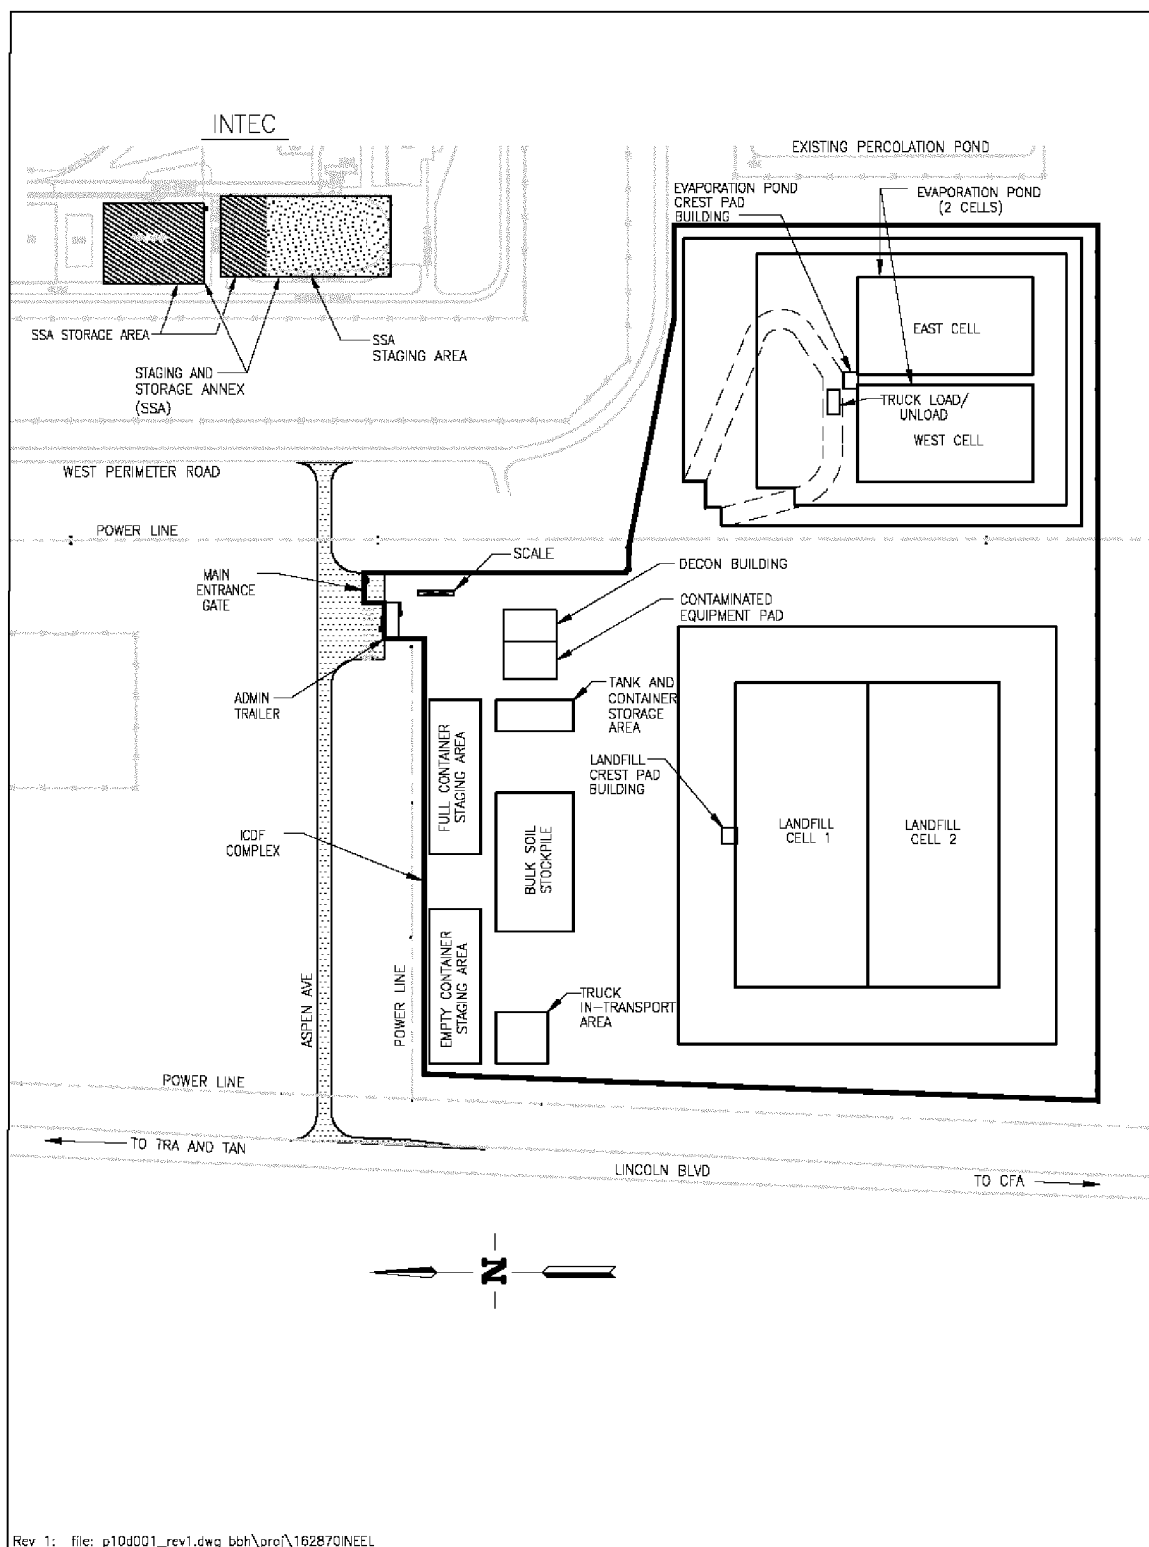 INTEC
EXISTING PERCOLATION POND
EVAPORATION POND
CREST PAD
BUILDING
EVAPORATION POND
(2 CELLS)
EAST CELL
SSA STORAGE AREA
SSA
STAGING AREA
STAGING AND
STORAGE ANNEX
(SSA)
TRUCK LOAD/
UNLOAD
WEST CELL
WEST PERIMETER ROAD
POWER LINE
SCALE
MAIN
ENTRANCE
GATE
DECON BUILDING
CONTAMINATED
EQUIPMENT PAD
ADMIN
TRAILER
TANK AND
CONTAINER
STORAGE
AREA
FULL CONTAINER
STAGING AREA
LANDFILL
CREST PAD
BUILDING
ICDF
COMPLEX
BULK SOIL
STOCKPILE
LANDFILL
CELL 1
LANDFILL
CELL 2
ASPEN AVE
POWER LINE
EMPTY CONTAINER
STAGING AREA
TRUCK
IN-TRANSPORT
AREA
POWER LINE
TO TRA AND TAN
LINCOLN BLVD
TO CFA
N
Rev 1: file: p10d001_rev1.dwg bbh\proj\162870INEEL